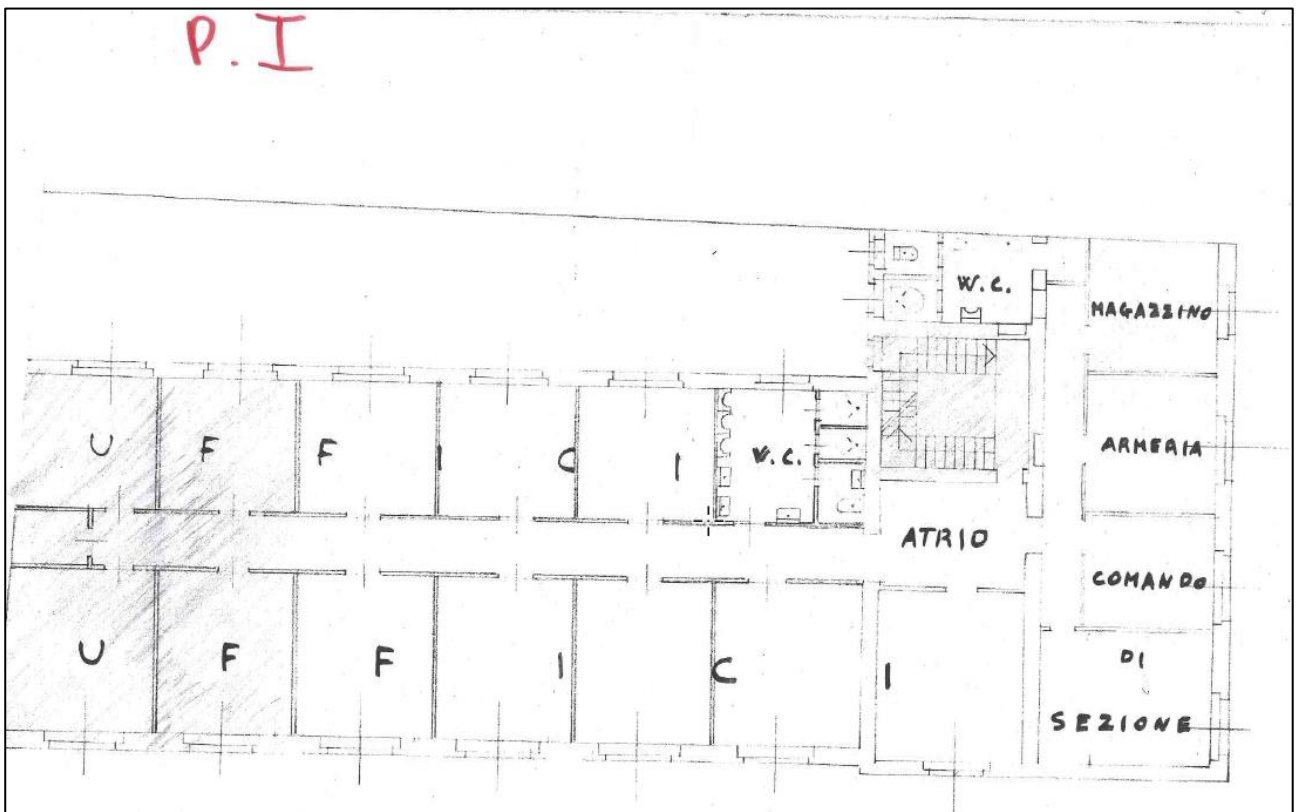 P. I
W.C.
MAGAZZINO
U F F I C I
W.C.
ARMERIA
ATRIO
COMANDO
U F F I C I
DI
SEZIONE